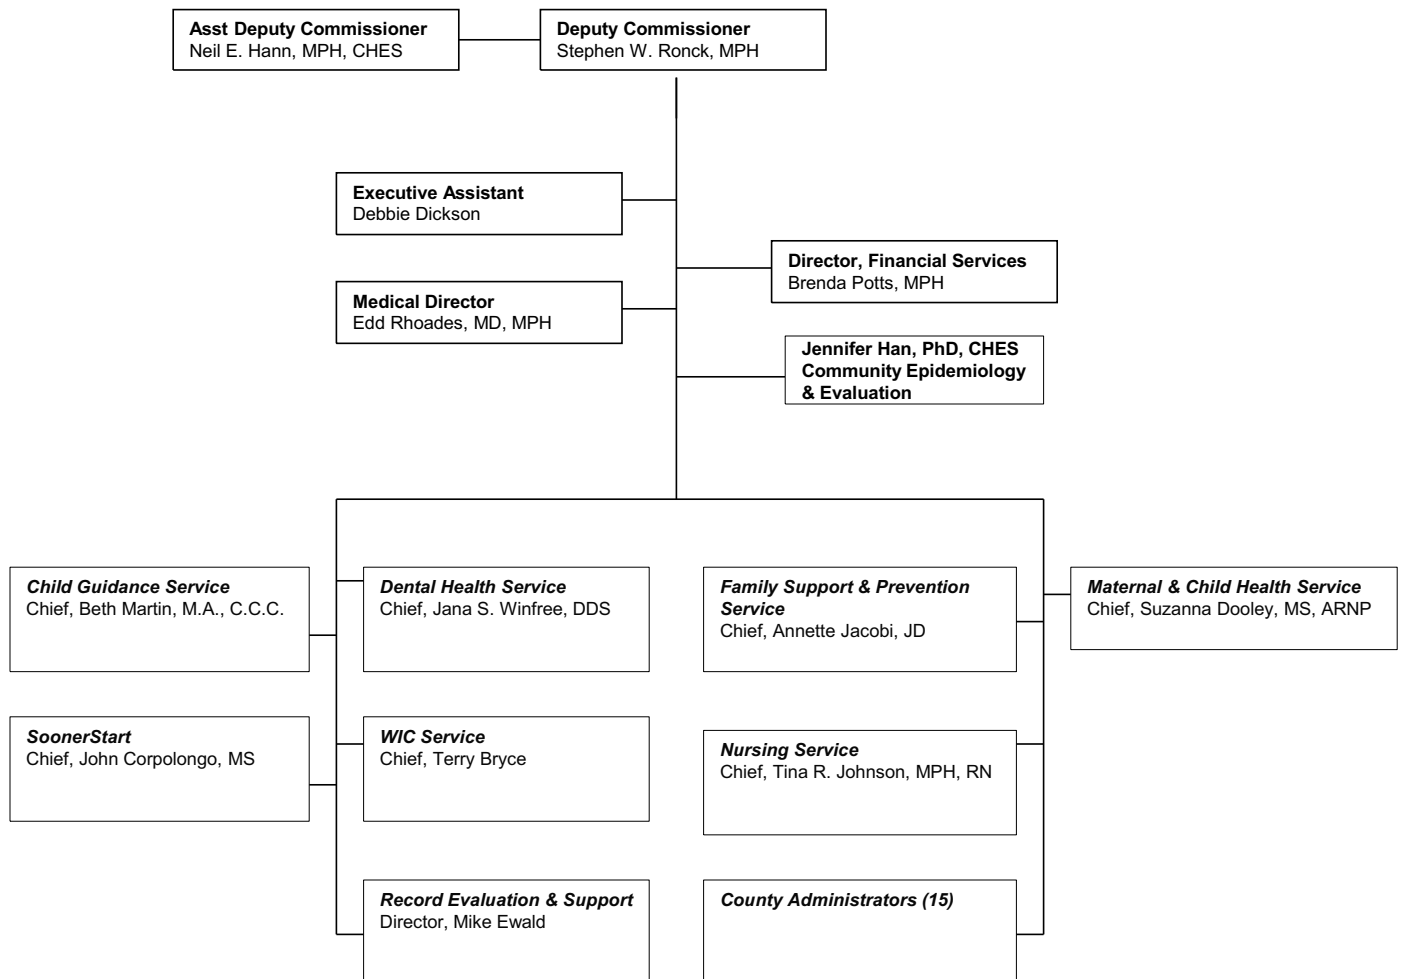 Asst Deputy Commissioner
Neil E. Hann, MPH, CHES
Deputy Commissioner
Stephen W. Ronck, MPH
Executive Assistant
Debbie Dickson
Director, Financial Services
Brenda Potts, MPH
Medical Director
Edd Rhoades, MD, MPH
Jennifer Han, PhD, CHES
Community Epidemiology
& Evaluation
Child Guidance Service
Chief, Beth Martin, M.A., C.C.C.
Dental Health Service
Chief, Jana S. Winfree, DDS
Family Support & Prevention
Service
Chief, Annette Jacobi, JD
Maternal & Child Health Service
Chief, Suzanna Dooley, MS, ARNP
SoonerStart
Chief, John Corpolongo, MS
WIC Service
Chief, Terry Bryce
Nursing Service
Chief, Tina R. Johnson, MPH, RN
Record Evaluation & Support
Director, Mike Ewald
County Administrators (15)